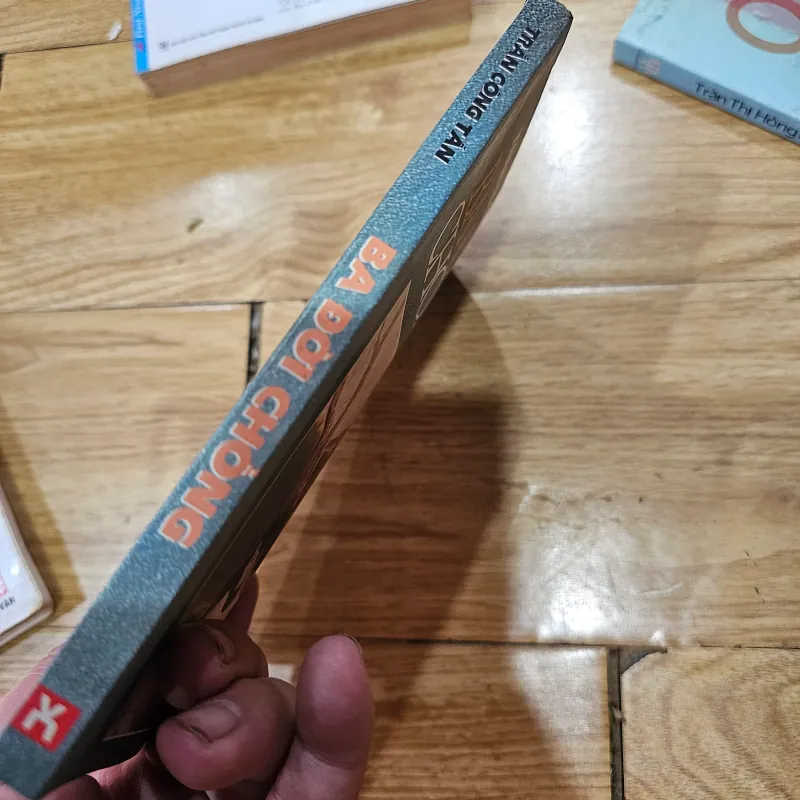 TRẦN CÔNG TẤN
BA ĐỜI CHỒNG
Trần Thị Hồng